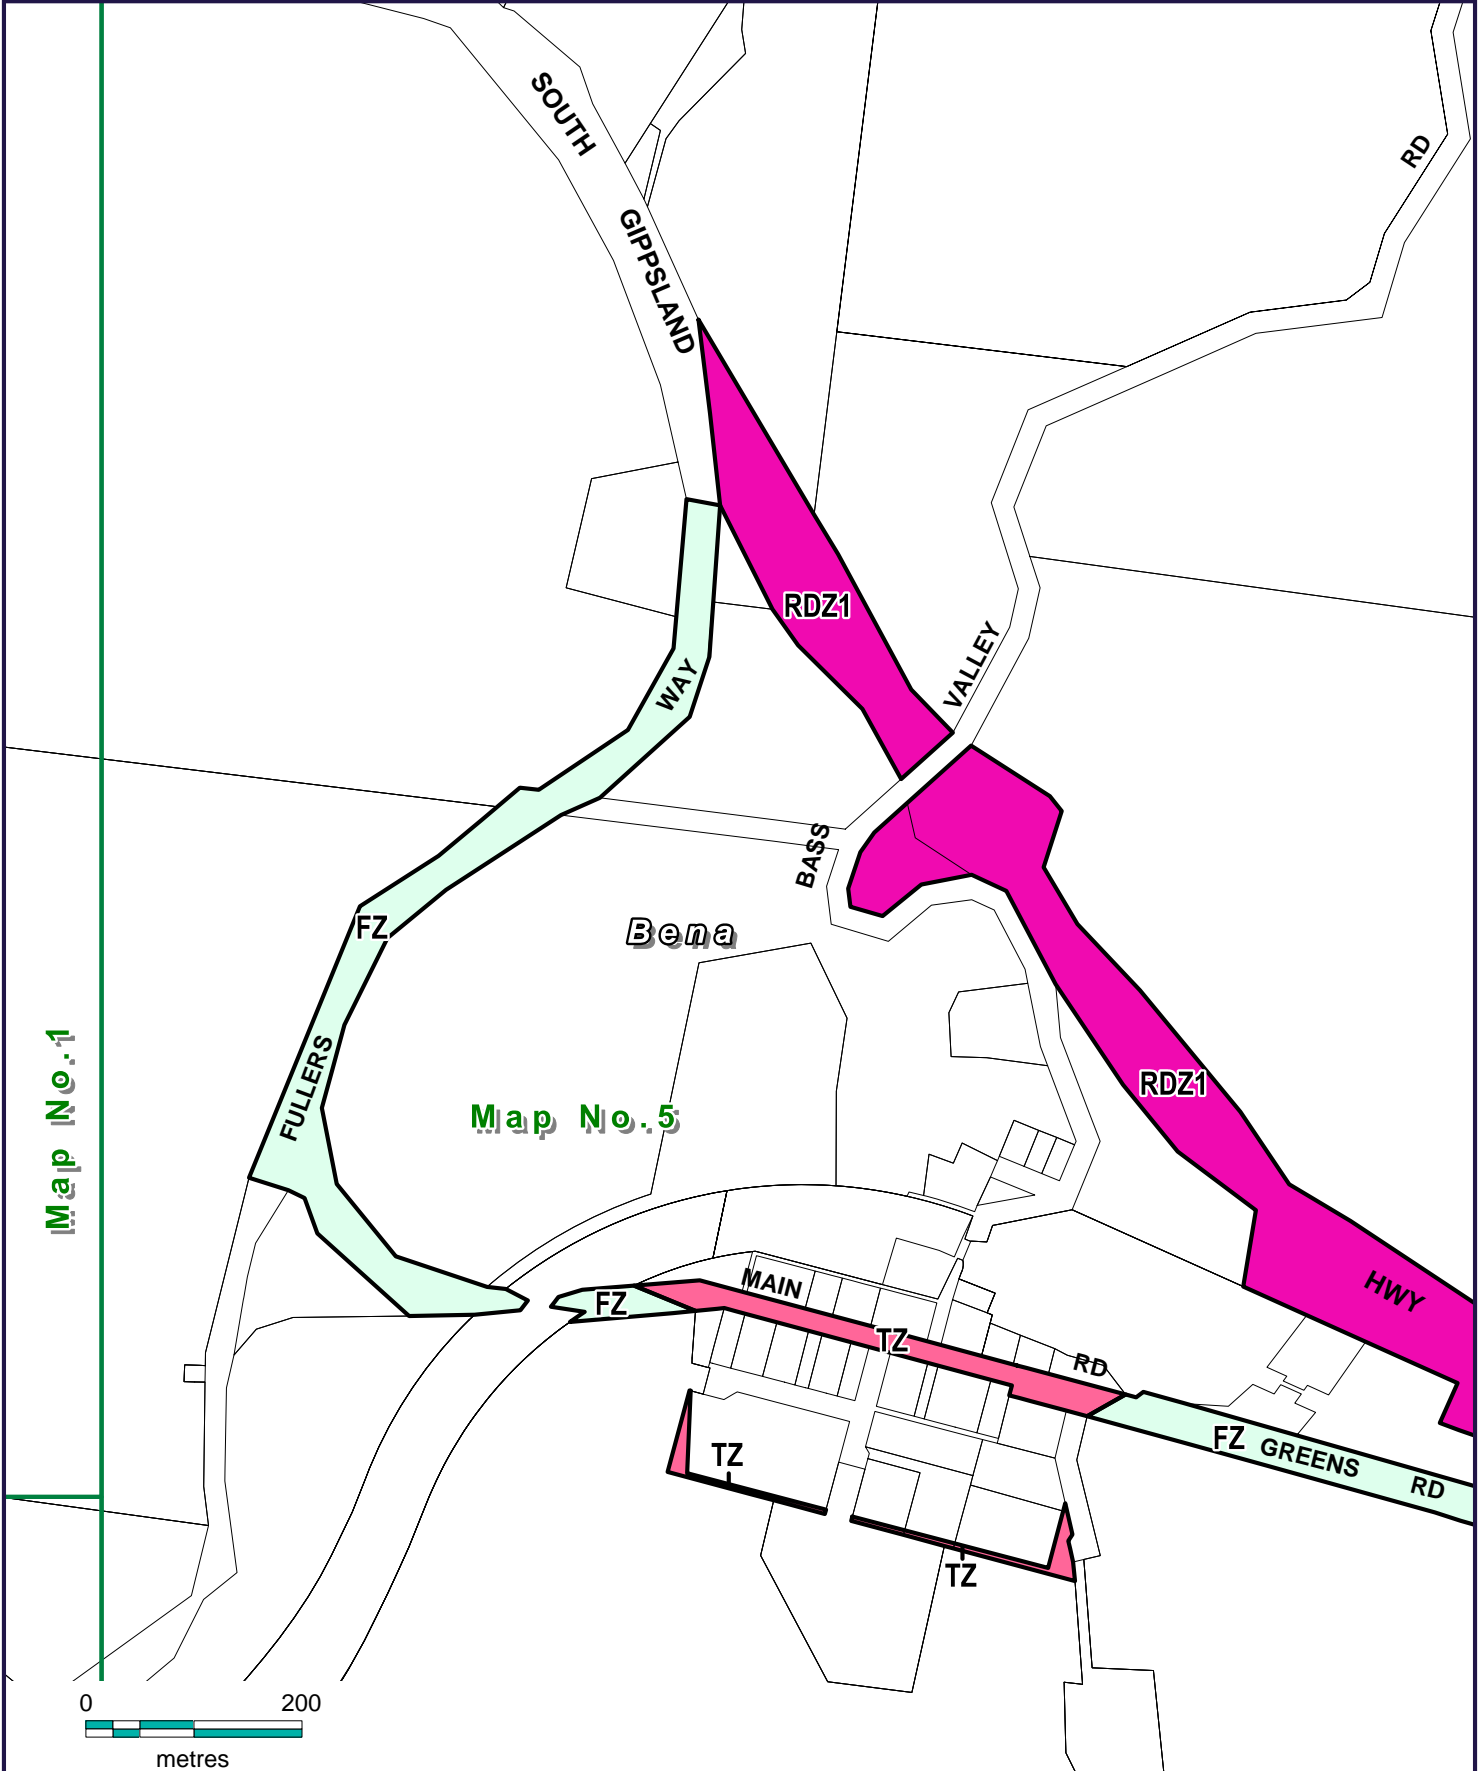 SOUTH
GIPPSLAND
RD
RDZ1
VALLEY
WAY
BASS
FZ
Bena
Map No.1
FULLERS
Map No.5
RDZ1
HWY
MAIN
FZ
TZ
RD
FZ
GREENS
RD
TZ
TZ
0 200
metres